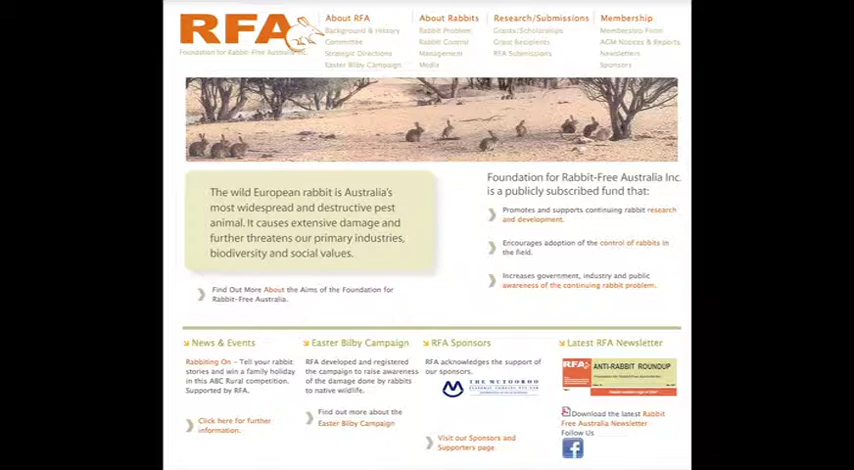 RFA
Foundation for Rabbit-Free Australia Inc.
About RFA
Background & History
Committee
Strategic Directions
Easter Bilby Campaign
About Rabbits
Rabbit Problem
Rabbit Control
Management
Media
Research/Submissions
Grants/Scholarships
Grant Recipients
RFA Submissions
Membership
Membership Form
AGM Notices & Reports
Newsletters
Sponsors
The wild European rabbit is Australia's
most widespread and destructive pest
animal. It causes extensive damage and
further threatens our primary industries,
biodiversity and social values.
Find Out More About the Aims of the Foundation for
Rabbit-Free Australia.
Foundation for Rabbit-Free Australia Inc.
is a publicly subscribed fund that:
Promotes and supports continuing rabbit research
and development.
Encourages adoption of the control of rabbits in
the field.
Increases government, industry and public
awareness of the continuing rabbit problem.
News & Events
Rabbiting On - Tell your rabbit
stories and win a family holiday
in this ABC Rural competition.
Supported by RFA.
Click here for further
information.
Easter Bilby Campaign
RFA developed and registered
the campaign to raise awareness
of the damage done by rabbits
to native wildlife.
Find out more about the
Easter Bilby Campaign
RFA Sponsors
RFA acknowledges the support of
our sponsors.
Visit our Sponsors and
Supporters page
Latest RFA Newsletter
RFA
ANTI-RABBIT ROUNDUP
Download the latest Rabbit
Free Australia Newsletter
Follow Us
f